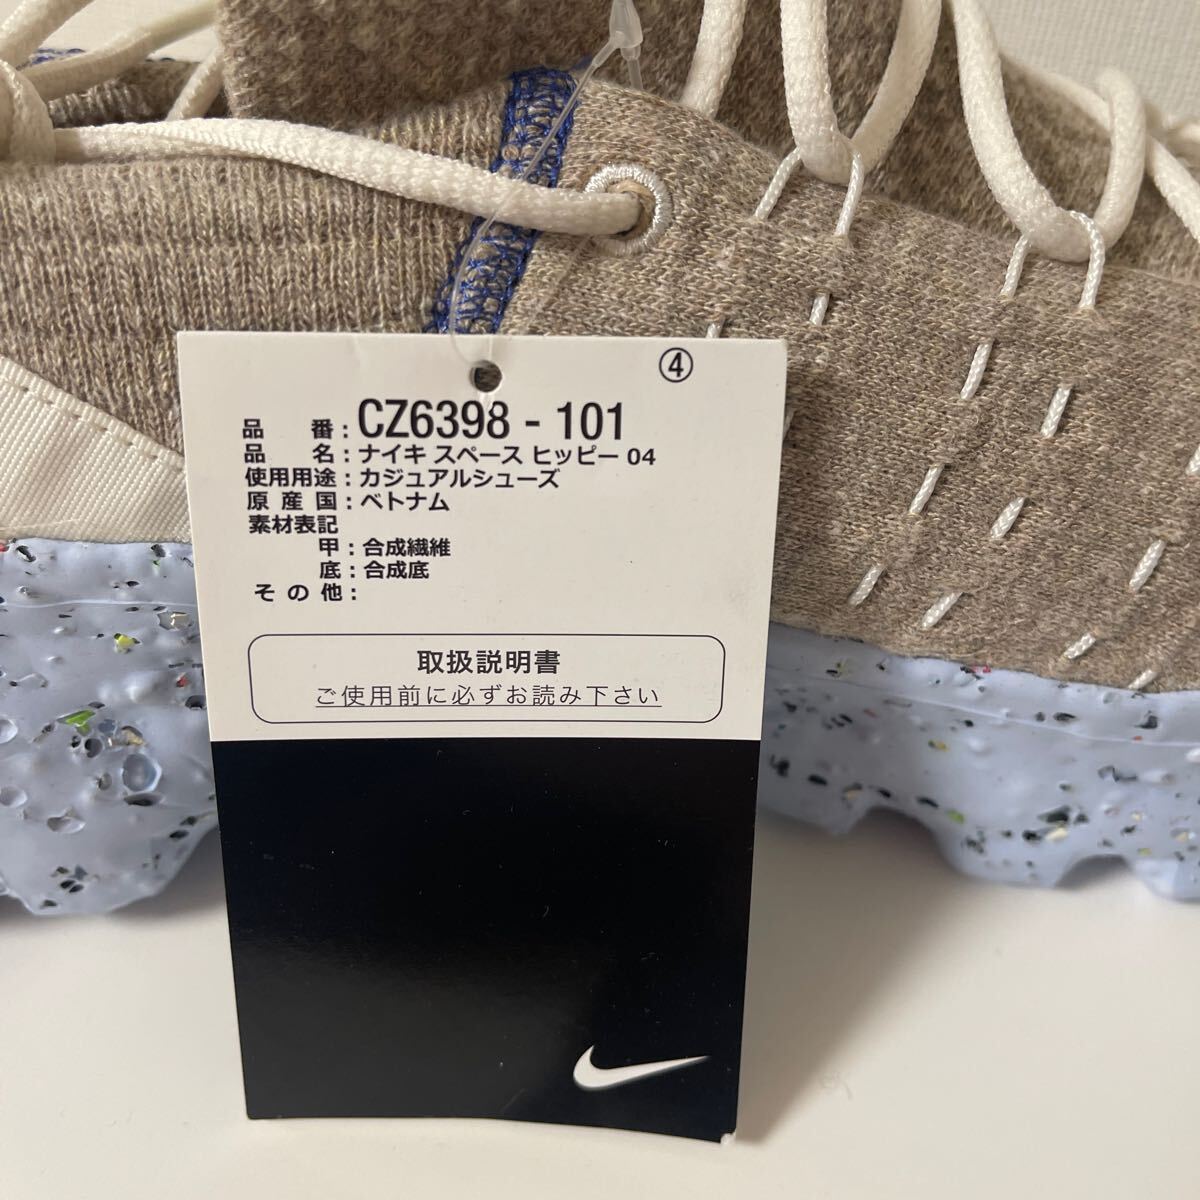 ④
品番：CZ6398 - 101
品名：ナイキ スペース ヒッピー 04
使用用途：カジュアルシューズ
原産国：ベトナム
素材表記
甲：合成繊維
底：合成底
その他：
取扱説明書
ご使用前に必ずお読み下さい